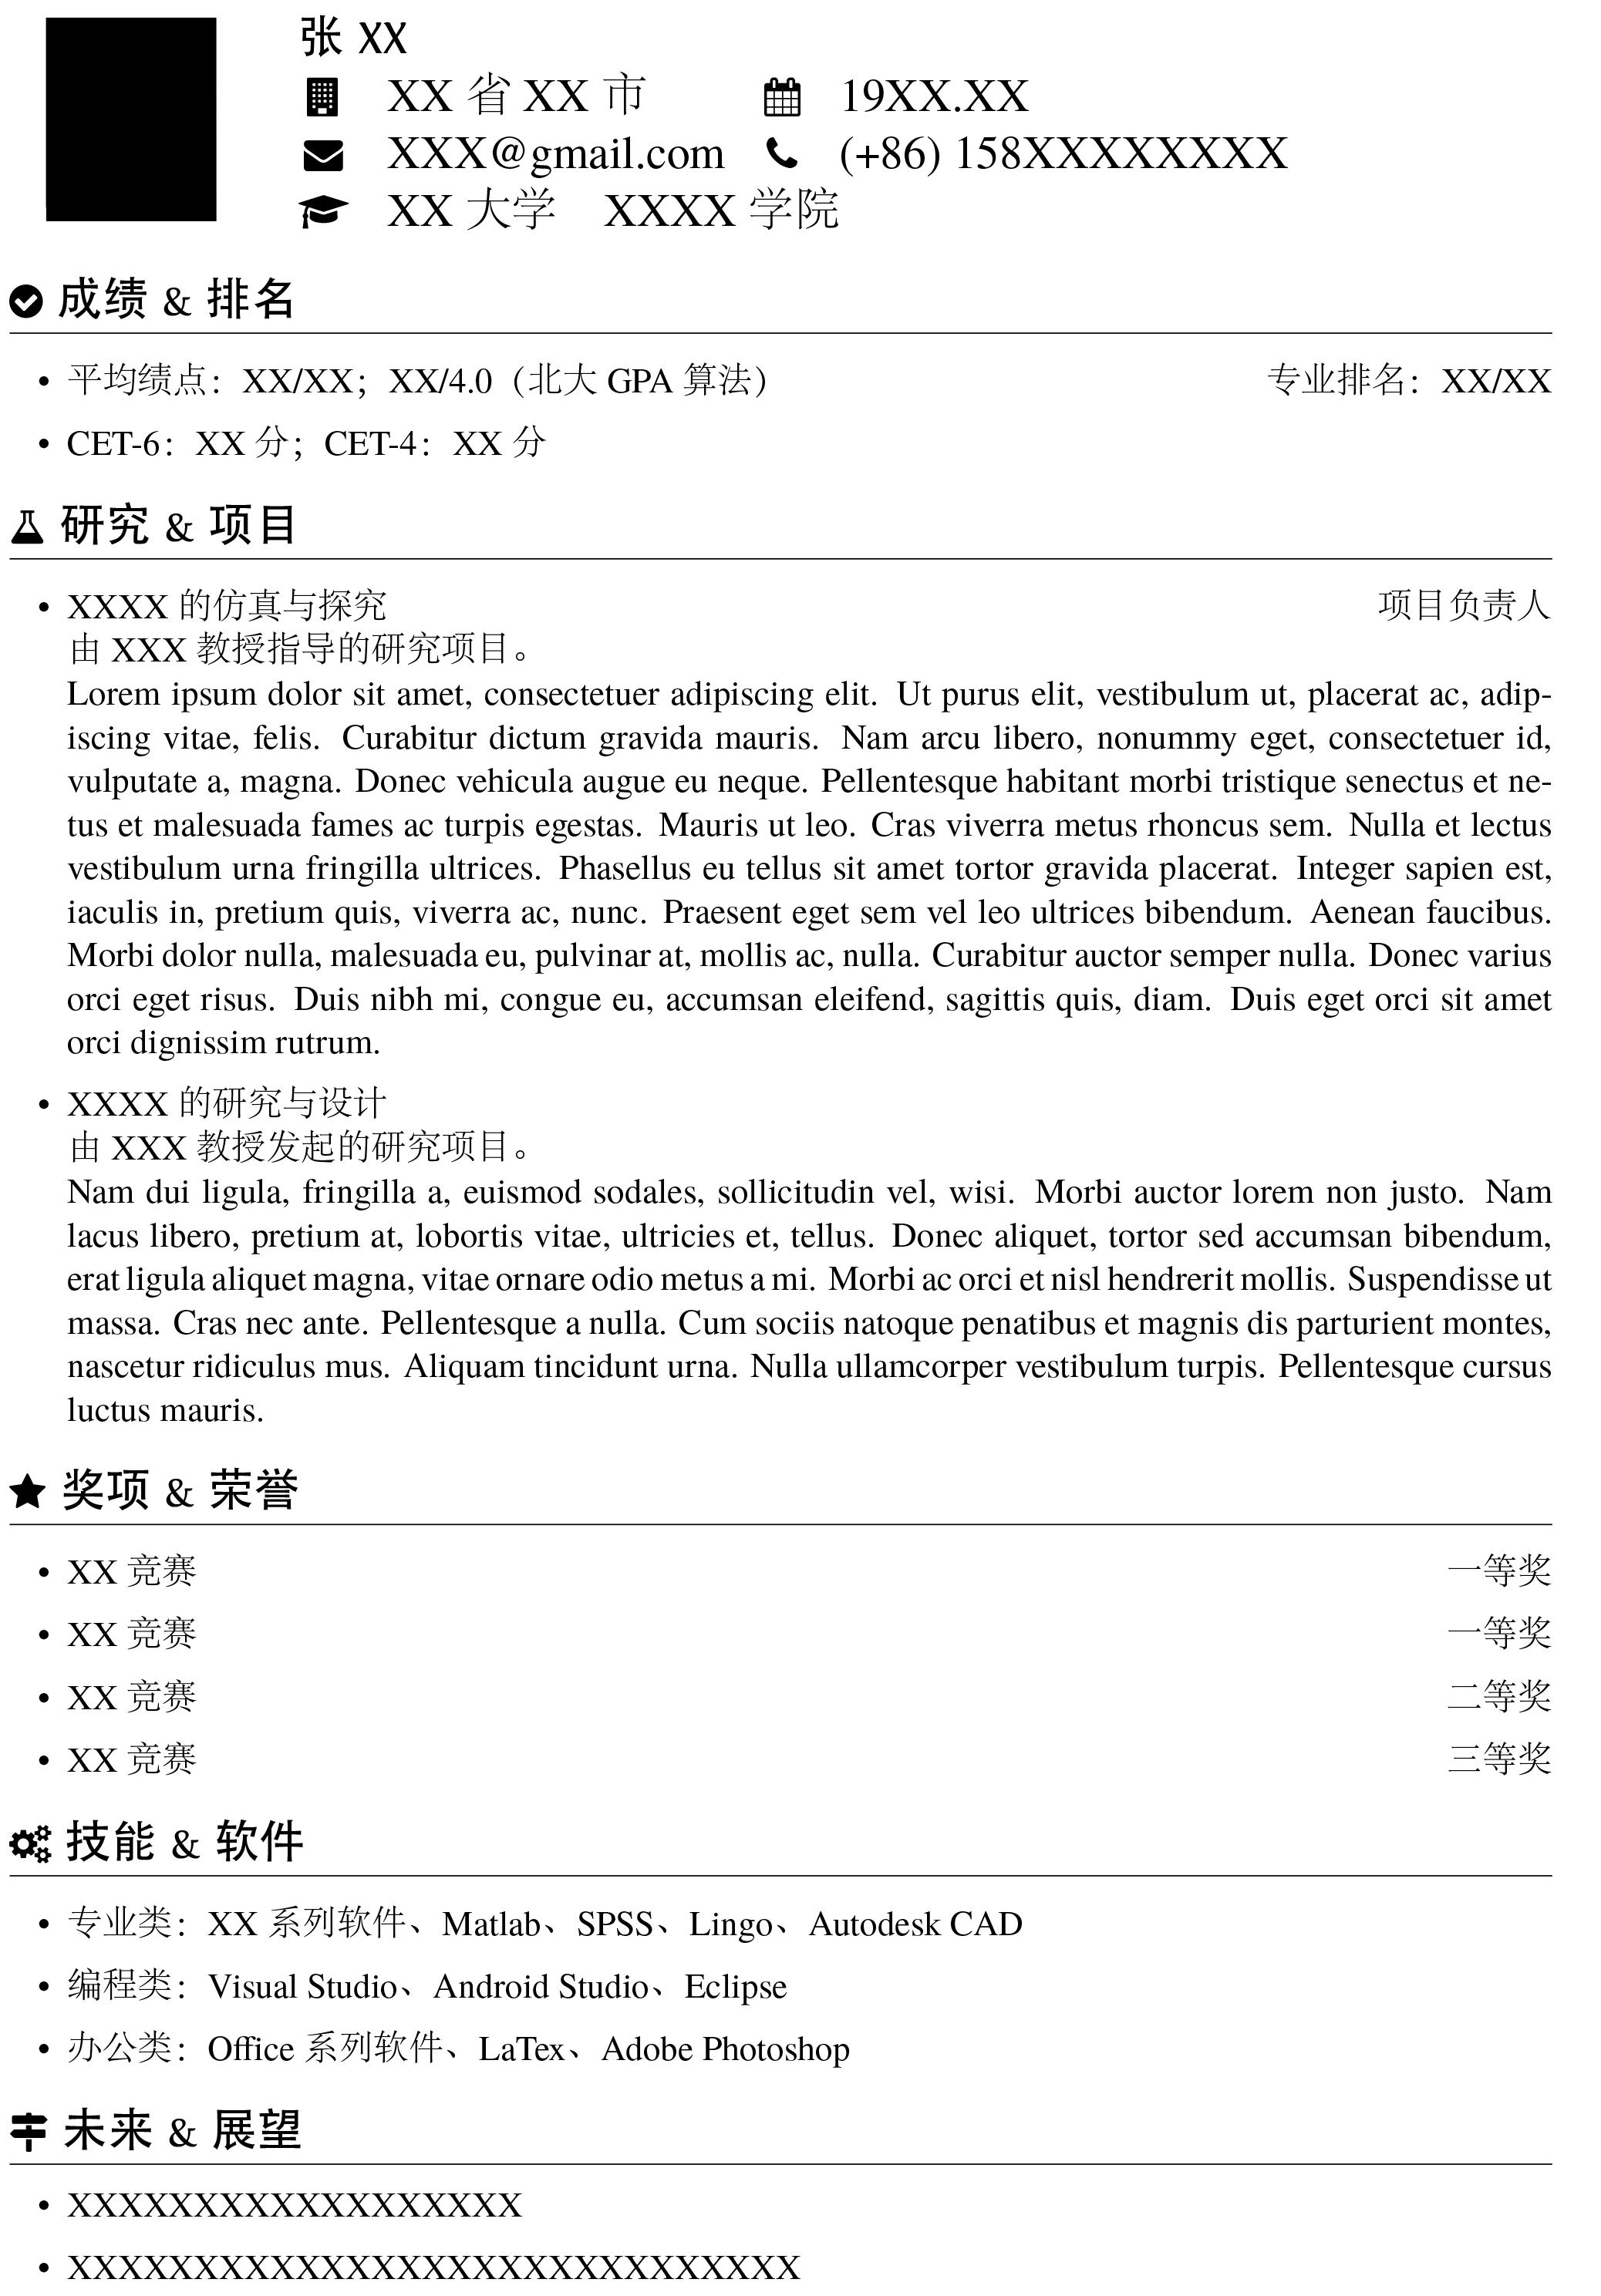 张 XX
XX 省 XX 市 19XX.XX
XXX@gmail.com (+86) 158XXXXXXXX
XX 大学 XXXX 学院
成绩 & 排名
• 平均绩点：XX/XX；XX/4.0（北大 GPA 算法） 专业排名：XX/XX
• CET-6：XX 分；CET-4：XX 分
研究 & 项目
• XXXX 的仿真与探究 项目负责人
由 XXX 教授指导的研究项目。
Lorem ipsum dolor sit amet, consectetuer adipiscing elit. Ut purus elit, vestibulum ut, placerat ac, adip-
iscing vitae, felis. Curabitur dictum gravida mauris. Nam arcu libero, nonummy eget, consectetuer id,
vulputate a, magna. Donec vehicula augue eu neque. Pellentesque habitant morbi tristique senectus et ne-
tus et malesuada fames ac turpis egestas. Mauris ut leo. Cras viverra metus rhoncus sem. Nulla et lectus
vestibulum urna fringilla ultrices. Phasellus eu tellus sit amet tortor gravida placerat. Integer sapien est,
iaculis in, pretium quis, viverra ac, nunc. Praesent eget sem vel leo ultrices bibendum. Aenean faucibus.
Morbi dolor nulla, malesuada eu, pulvinar at, mollis ac, nulla. Curabitur auctor semper nulla. Donec varius
orci eget risus. Duis nibh mi, congue eu, accumsan eleifend, sagittis quis, diam. Duis eget orci sit amet
orci dignissim rutrum.
• XXXX 的研究与设计
由 XXX 教授发起的研究项目。
Nam dui ligula, fringilla a, euismod sodales, sollicitudin vel, wisi. Morbi auctor lorem non justo. Nam
lacus libero, pretium at, lobortis vitae, ultricies et, tellus. Donec aliquet, tortor sed accumsan bibendum,
erat ligula aliquet magna, vitae ornare odio metus a mi. Morbi ac orci et nisl hendrerit mollis. Suspendisse ut
massa. Cras nec ante. Pellentesque a nulla. Cum sociis natoque penatibus et magnis dis parturient montes,
nascetur ridiculus mus. Aliquam tincidunt urna. Nulla ullamcorper vestibulum turpis. Pellentesque cursus
luctus mauris.
奖项 & 荣誉
• XX 竞赛 一等奖
• XX 竞赛 一等奖
• XX 竞赛 二等奖
• XX 竞赛 三等奖
技能 & 软件
• 专业类：XX 系列软件、Matlab、SPSS、Lingo、Autodesk CAD
• 编程类：Visual Studio、Android Studio、Eclipse
• 办公类：Office 系列软件、LaTex、Adobe Photoshop
未来 & 展望
• XXXXXXXXXXXXXXXXXX
• XXXXXXXXXXXXXXXXXXXXXXXXXXXXX